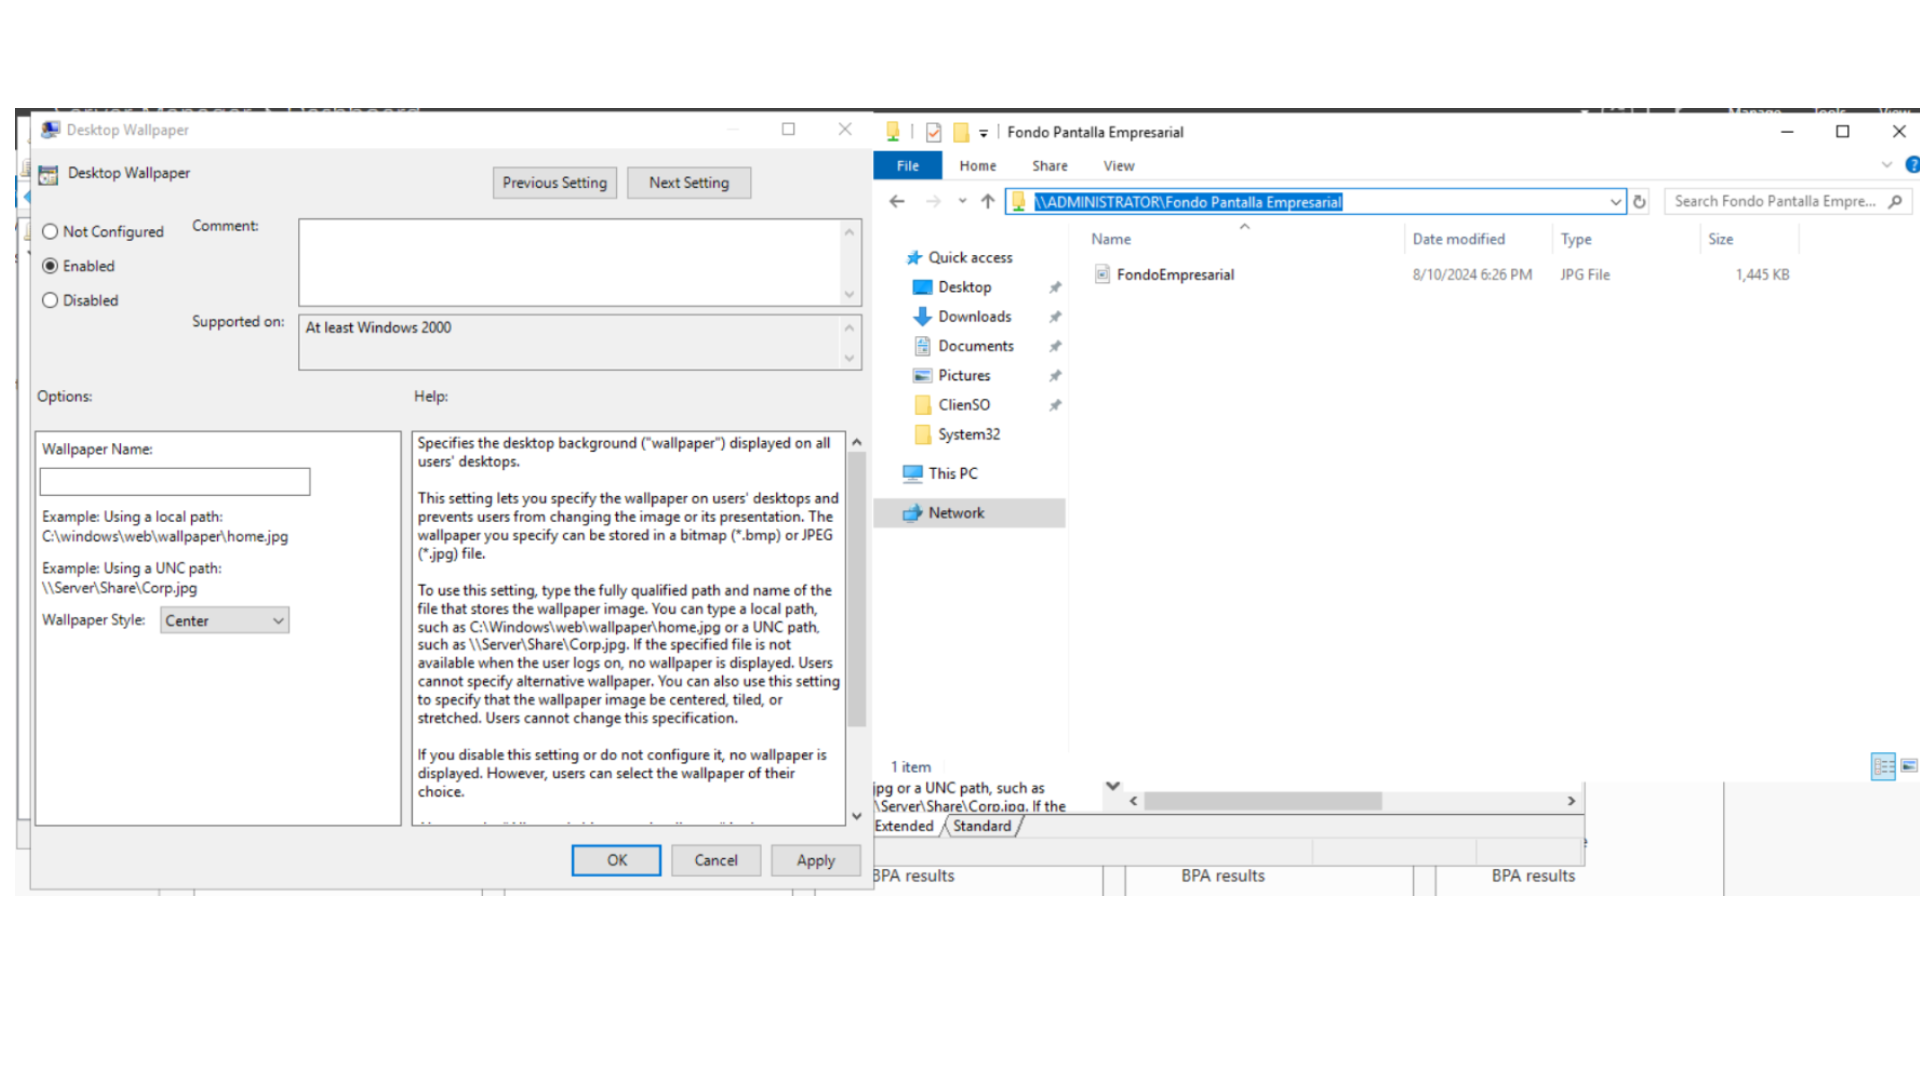 Desktop Wallpaper
Desktop Wallpaper
Previous Setting
Next Setting
Not Configured
Comment:
Enabled
Disabled
Supported on:
At least Windows 2000
Options:
Help:
Wallpaper Name:
Example: Using a local path:
C:\windows\web\wallpaper\home.jpg
Example: Using a UNC path:
\\Server\Share\Corp.jpg
Wallpaper Style:
Center
Specifies the desktop background ("wallpaper") displayed on all
users' desktops.
This setting lets you specify the wallpaper on users' desktops and
prevents users from changing the image or its presentation. The
wallpaper you specify can be stored in a bitmap (*.bmp) or JPEG
(*.jpg) file.
To use this setting, type the fully qualified path and name of the
file that stores the wallpaper image. You can type a local path,
such as C:\Windows\web\wallpaper\home.jpg or a UNC path,
such as \\Server\Share\Corp.jpg. If the specified file is not
available when the user logs on, no wallpaper is displayed. Users
cannot specify alternative wallpaper. You can also use this setting
to specify that the wallpaper image be centered, tiled, or
stretched. Users cannot change this specification.
If you disable this setting or do not configure it, no wallpaper is
displayed. However, users can select the wallpaper of their
choice.
OK
Cancel
Apply
Manage Tools View
Fondo Pantalla Empresarial
File
Home
Share
View
\\ADMINISTRATOR\Fondo Pantalla Empresarial
Search Fondo Pantalla Empre...
Name
Date modified
Type
Size
FondoEmpresarial
8/10/2024 6:26 PM
JPG File
1,445 KB
Quick access
Desktop
Downloads
Documents
Pictures
ClienSO
System32
This PC
Network
1 item
jpg or a UNC path, such as
\Server\Share\Corp.jpg. If the
Extended
Standard
BPA results
BPA results
BPA results